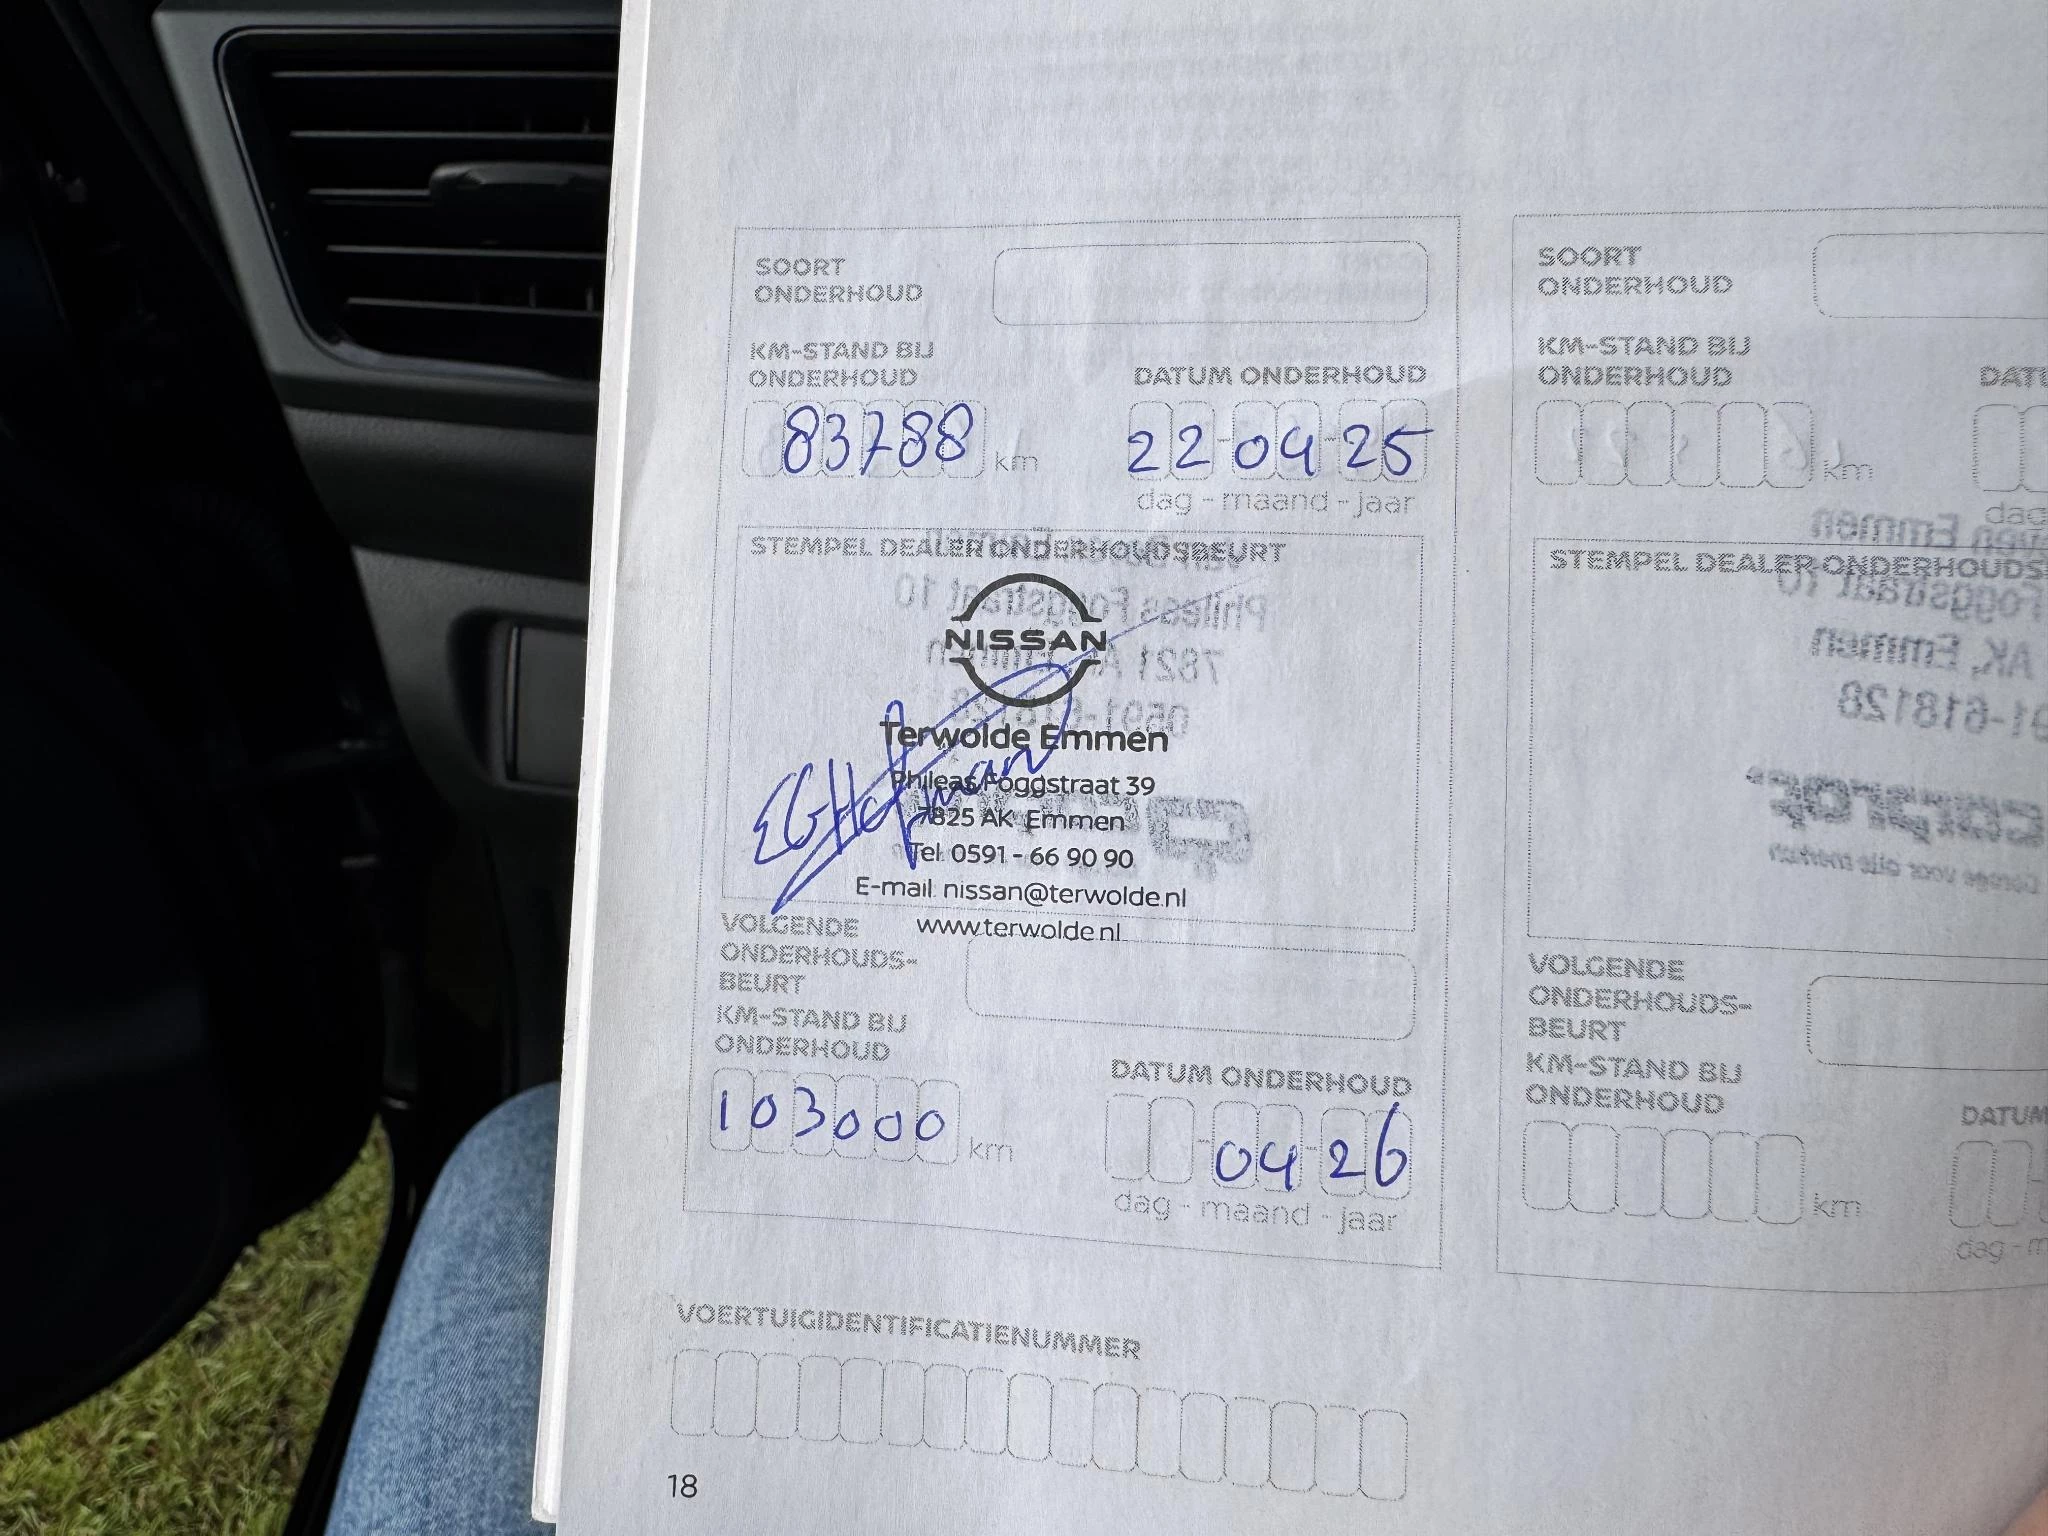 SOORT
ONDERHOUD
KM-STAND BIJ
ONDERHOUD
DATUM ONDERHOUD
83788 km
22-04-25
dag - maand - jaar
STEMPEL DEALER ONDERHOUDSBEURT
NISSAN
Terwolde Emmen
Phileas Foggstraat 39
7825 AK Emmen
Tel. 0591 - 66 90 90
E-mail: nissan@terwolde.nl
www.terwolde.nl
VOLGENDE
ONDERHOUDS-
BEURT
KM-STAND BIJ
ONDERHOUD
DATUM ONDERHOUD
103000 km
- 04 - 26
dag - maand - jaar
SOORT
ONDERHOUD
KM-STAND BIJ
ONDERHOUD
DATU
km
dag
STEMPEL DEALER ONDERHOUDS
VOLGENDE
ONDERHOUDS-
BEURT
KM-STAND BIJ
ONDERHOUD
DATUM
km
dag - m
VOERTUIGIDENTIFICATIENUMMER
18